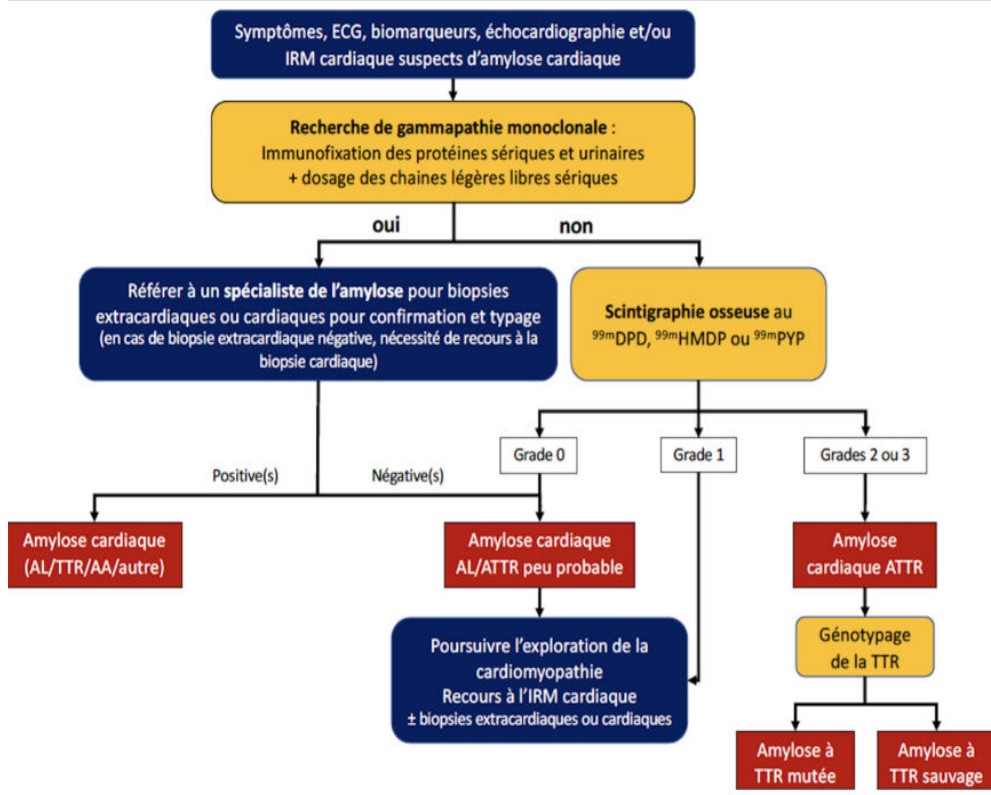 Symptômes, ECG, biomarqueurs, échocardiographie et/ou
IRM cardiaque suspects d'amylose cardiaque
Recherche de gammapathie monoclonale :
Immunofixation des protéines sériques et urinaires
+ dosage des chaines légères libres sériques
oui
non
Référer à un spécialiste de l'amylose pour biopsies
extracardiaques ou cardiaques pour confirmation et typage
(en cas de biopsie extracardiaque négative, nécessité de recours à la
biopsie cardiaque)
Scintigraphie osseuse au
99mDPD, 99mHMDP ou 99mPYP
Grade 0
Grade 1
Grades 2 ou 3
Positive(s)
Négative(s)
Amylose cardiaque
(AL/TTR/AA/autre)
Amylose cardiaque
AL/ATTR peu probable
Amylose
cardiaque ATTR
Poursuivre l'exploration de la
cardiomyopathie
Recours à l'IRM cardiaque
± biopsies extracardiaques ou cardiaques
Génotypage
de la TTR
Amylose à
TTR mutée
Amylose à
TTR sauvage